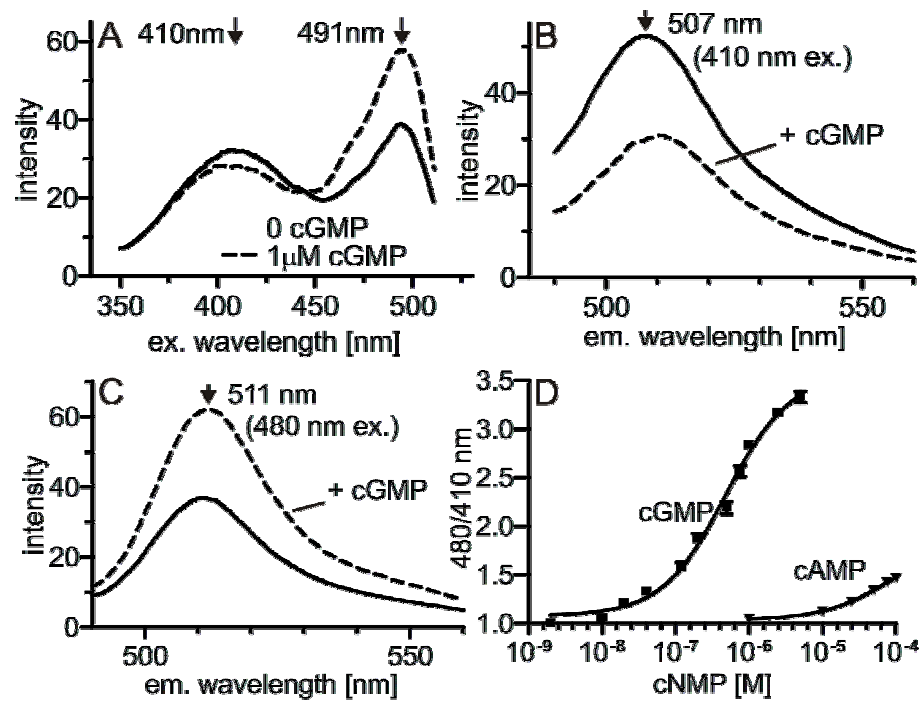 A
410nm
491nm
60
40
20
0
intensity
0 cGMP
1µM cGMP
350
400
450
500
ex. wavelength [nm]
B
507 nm
(410 nm ex.)
+ cGMP
40
20
0
intensity
500
550
em. wavelength [nm]
C
511 nm
(480 nm ex.)
+ cGMP
60
40
20
0
intensity
500
550
em. wavelength [nm]
D
3.5
3.0
2.5
2.0
1.5
1.0
480/410 nm
cGMP
cAMP
10-9
10-8
10-7
10-6
10-5
10-4
cNMP [M]